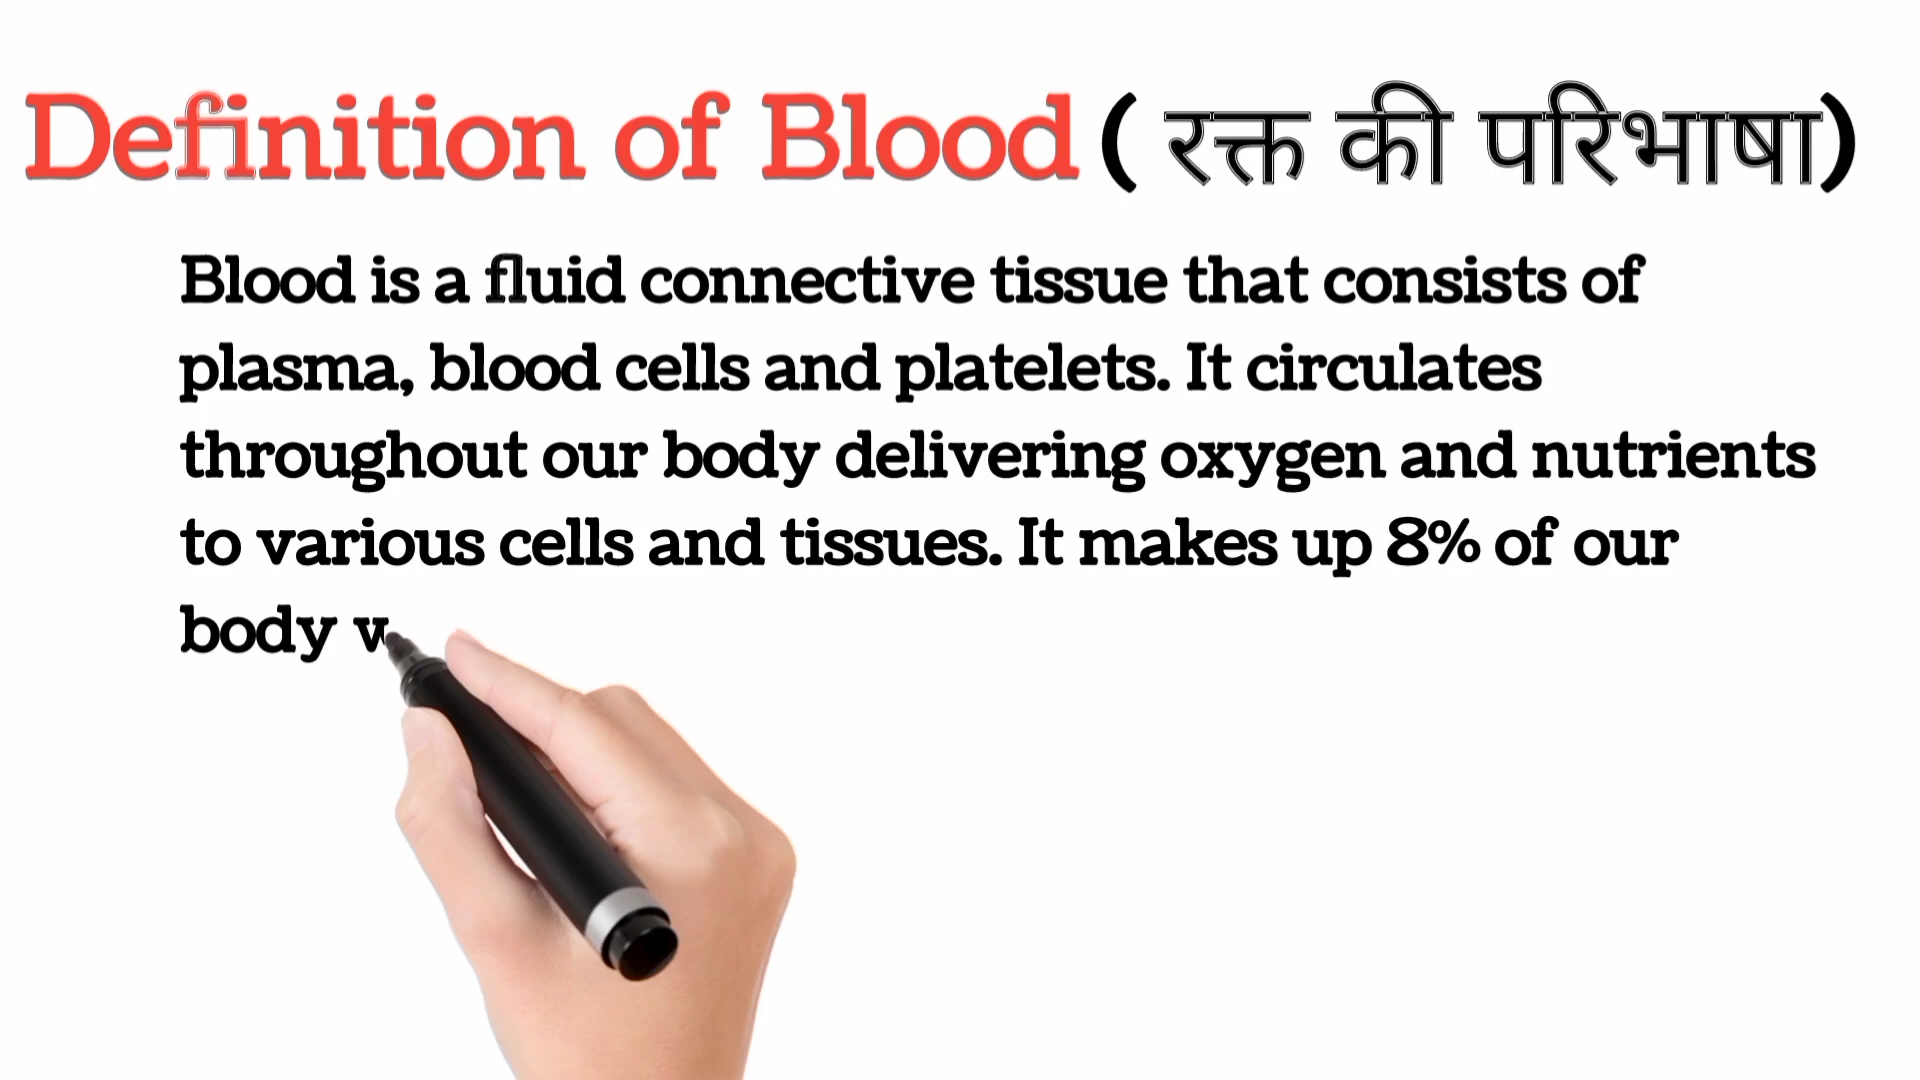 Definition of Blood ( रक्त की परिभाषा)
Blood is a fluid connective tissue that consists of
plasma, blood cells and platelets. It circulates
throughout our body delivering oxygen and nutrients
to various cells and tissues. It makes up 8% of our
body w